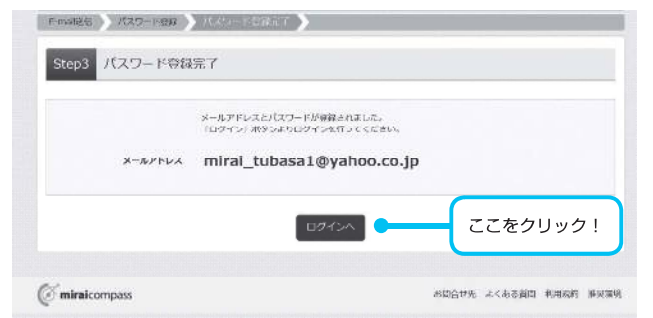 E-mail送信 パスワード登録 パスワード登録完了
Step3 パスワード登録完了
メールアドレスとパスワードが登録されました。
「ログイン」ボタンよりログインを行ってください。
メールアドレス mirai_tubasa1@yahoo.co.jp
ログインへ
ここをクリック！
miraicompass
お問合せ先 よくある質問 利用規約 推奨環境